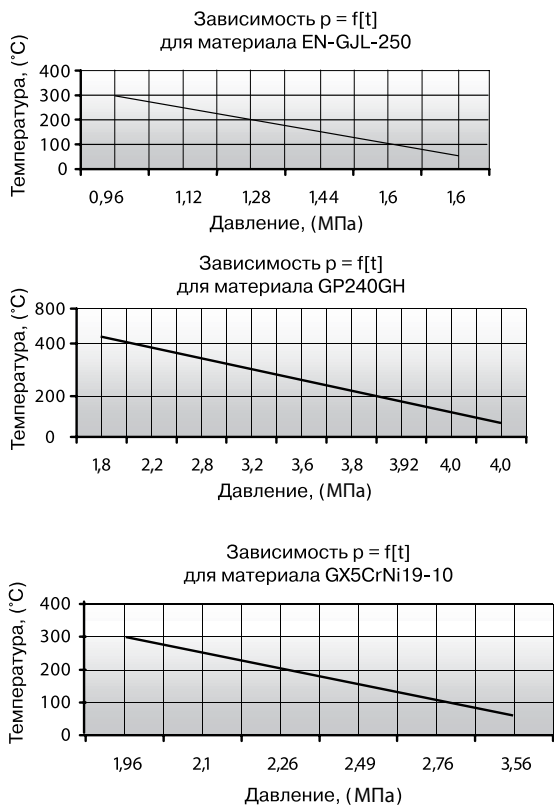 Зависимость p = f[t]
для материала EN-GJL-250
Температура, (°C)
400
300
200
100
0
0,96 1,12 1,28 1,44 1,6 1,6
Давление, (МПа)
Зависимость p = f[t]
для материала GP240GH
Температура, (°C)
800
400
200
0
1,8 2,2 2,8 3,2 3,6 3,8 3,92 4,0 4,0
Давление, (МПа)
Зависимость p = f[t]
для материала GX5CrNi19-10
Температура, (°C)
400
300
200
100
0
1,96 2,1 2,26 2,49 2,76 3,56
Давление, (МПа)